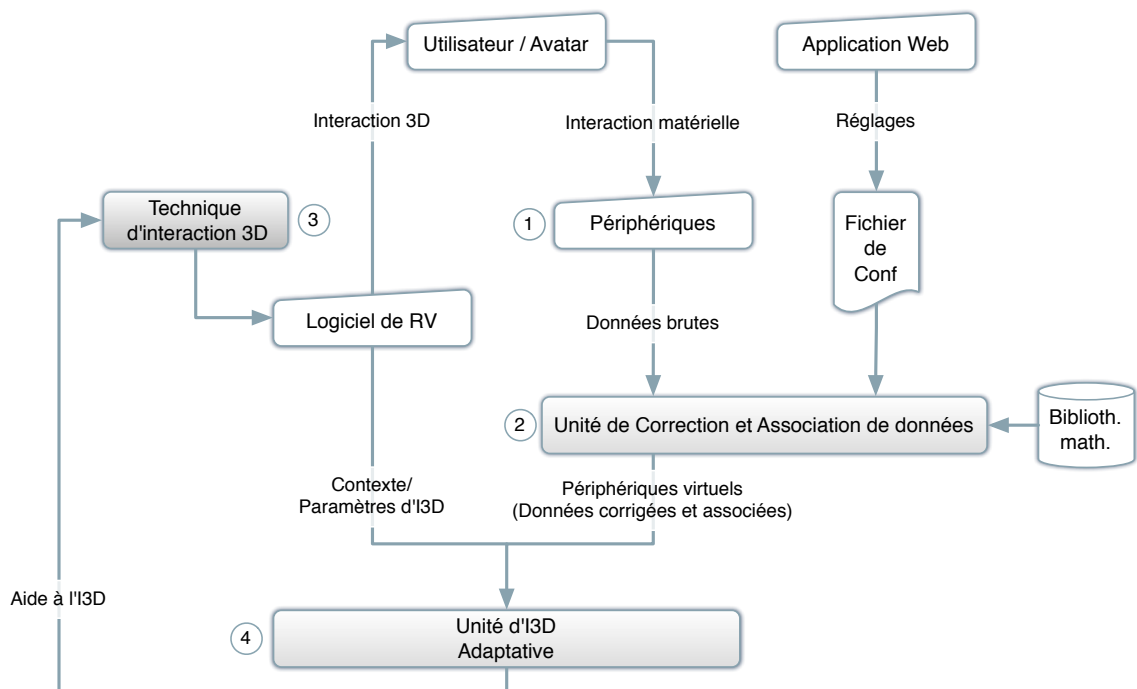 Utilisateur / Avatar
Application Web
Interaction 3D
Interaction matérielle
Réglages
Technique
d'interaction 3D
3
1
Périphériques
Fichier
de
Conf
Logiciel de RV
Données brutes
2
Unité de Correction et Association de données
Biblioth.
math.
Contexte/
Paramètres d'I3D
Périphériques virtuels
(Données corrigées et associées)
Aide à l'I3D
4
Unité d'I3D
Adaptative